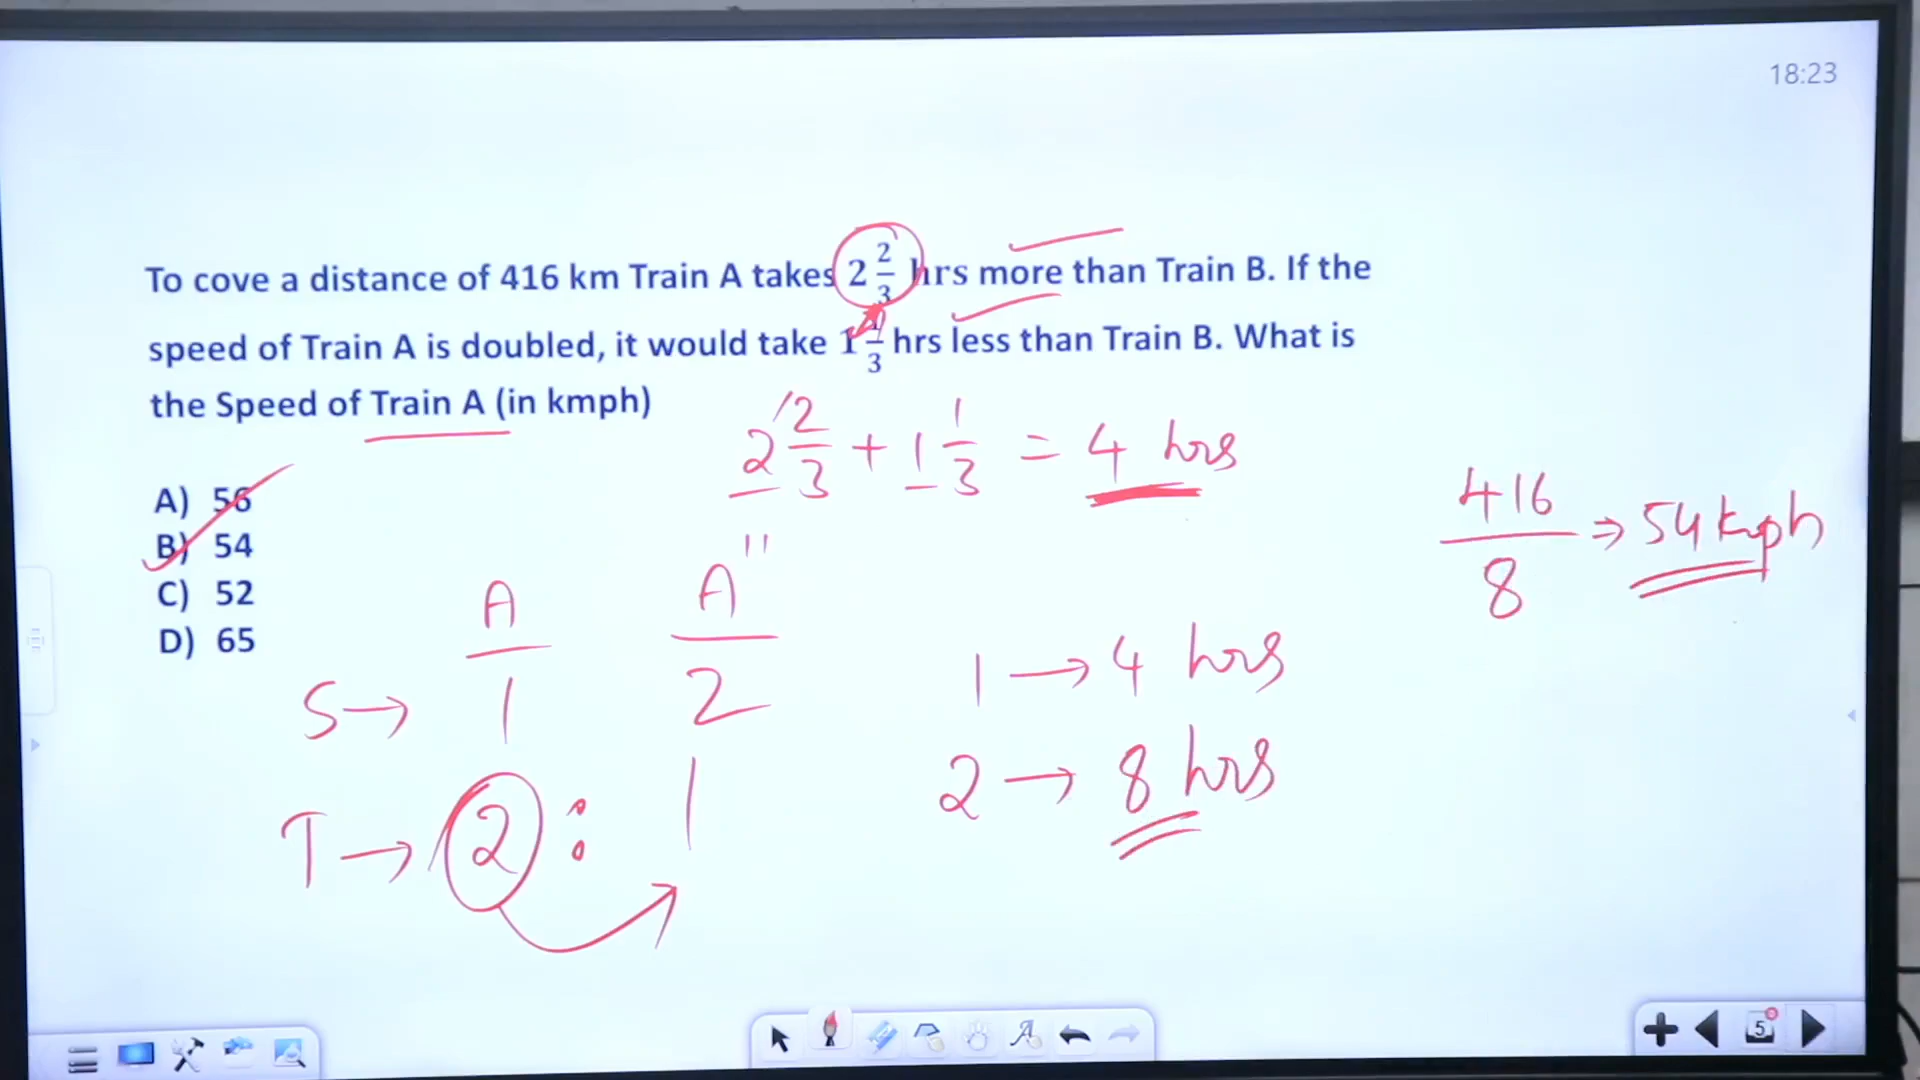 18:23
To cove a distance of 416 km Train A takes 2 2/3 hrs more than Train B. If the
speed of Train A is doubled, it would take 1 1/3 hrs less than Train B. What is
the Speed of Train A (in kmph)
2 2/3 + 1 1/3 = 4 hrs
A) 56
B) 54
C) 52
D) 65
416/8 ⇒ 54 kmph
A A"
S → 1 2
T → 2 : 1
1 → 4 hrs
2 → 8 hrs
5